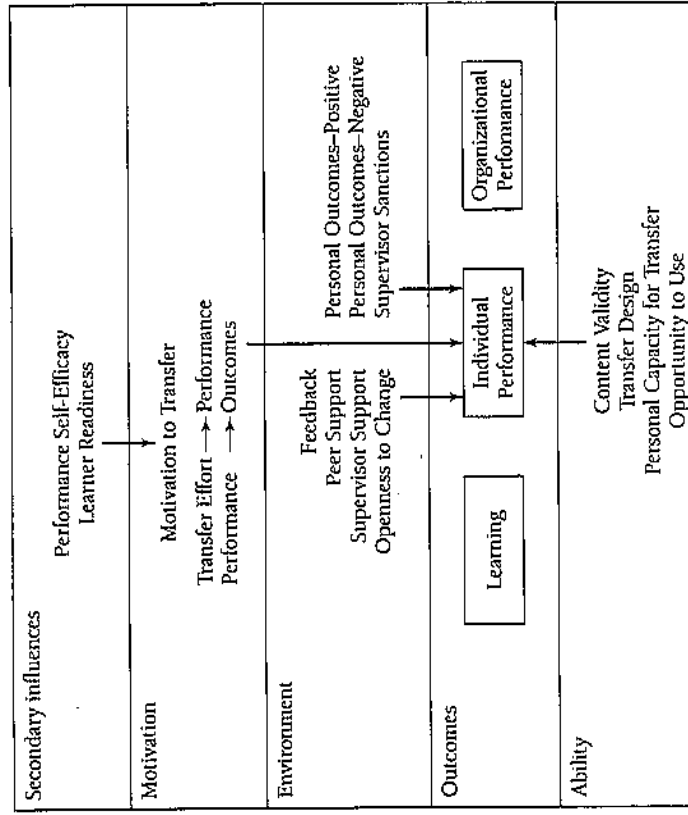 Secondary influences
Performance Self-Efficacy
Learner Readiness
Motivation
Motivation to Transfer
Transfer Effort → Performance
Performance → Outcomes
Environment
Feedback
Peer Support
Supervisor Support
Openness to Change
Personal Outcomes–Positive
Personal Outcomes–Negative
Supervisor Sanctions
Outcomes
Learning
Individual
Performance
Organizational
Performance
Ability
Content Validity
Transfer Design
Personal Capacity for Transfer
Opportunity to Use